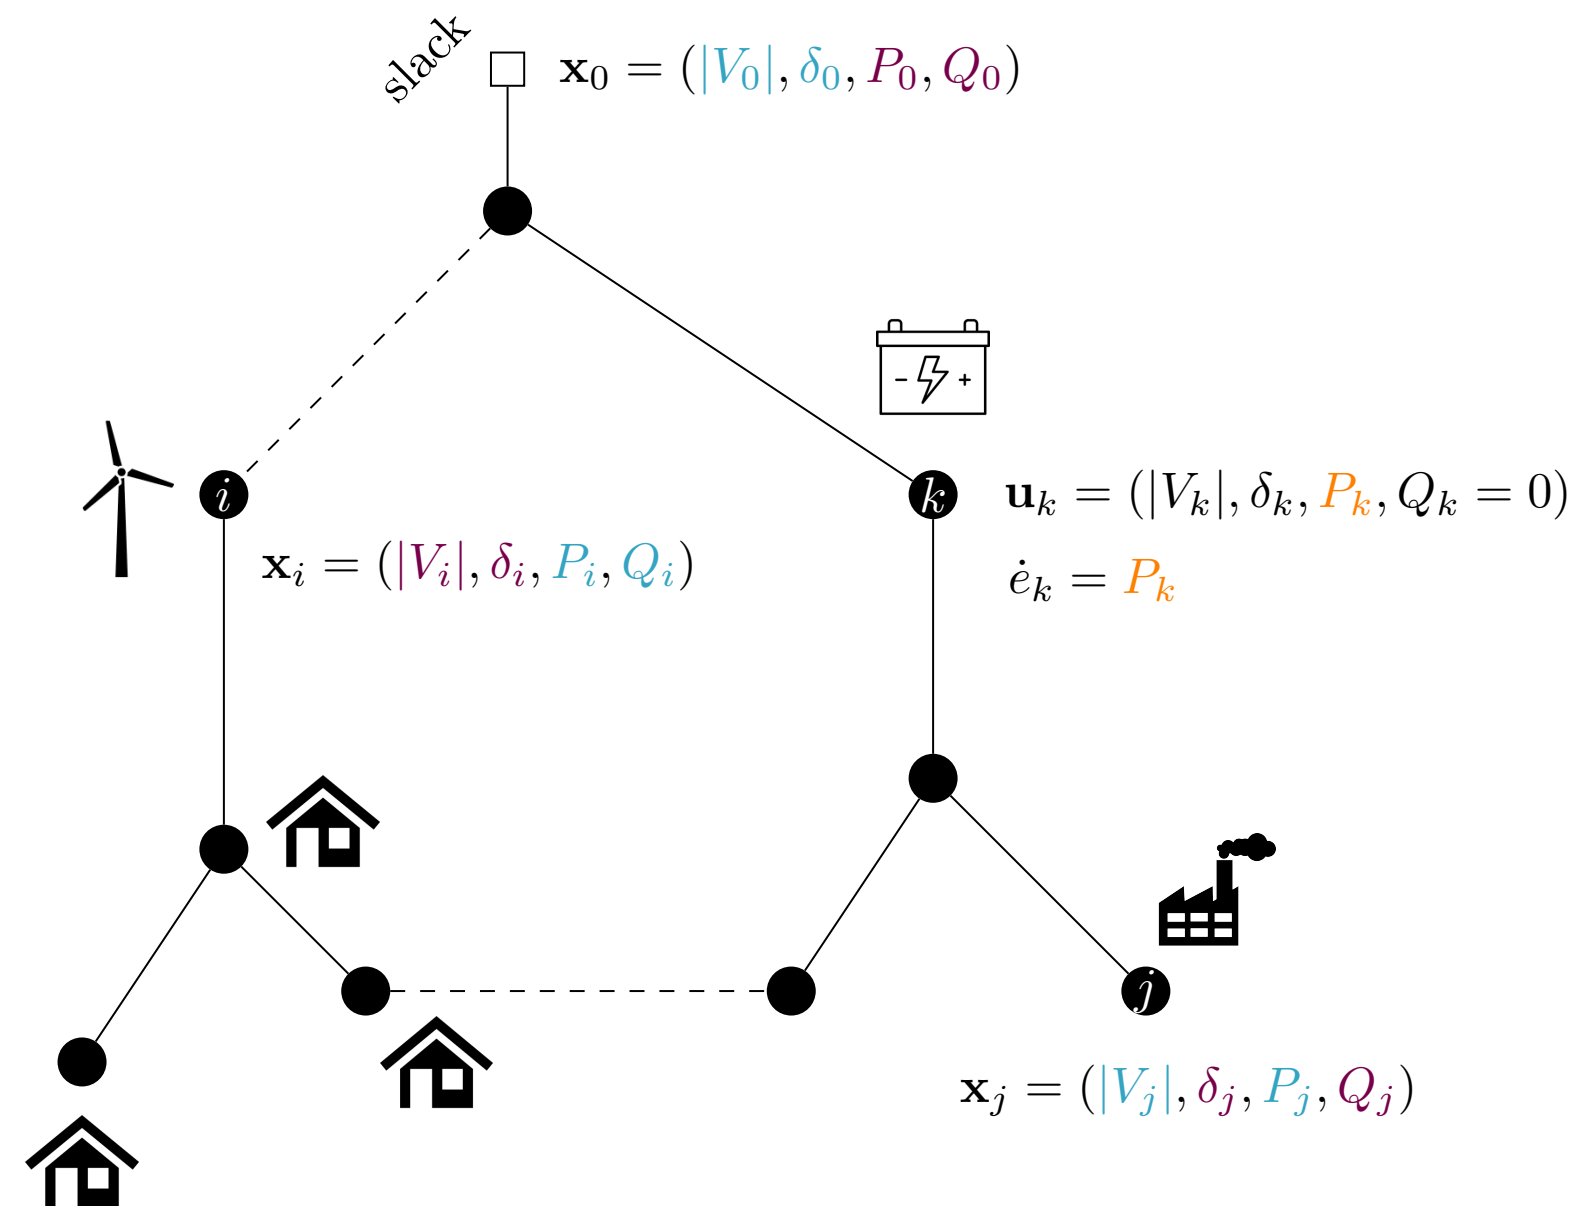 slack
𝐱₀ = (|V₀|, δ₀, P₀, Q₀)
− +
i
k
𝐮ₖ = (|Vₖ|, δₖ, Pₖ, Qₖ = 0)
𝐱ᵢ = (|Vᵢ|, δᵢ, Pᵢ, Qᵢ)
ėₖ = Pₖ
j
𝐱ⱼ = (|Vⱼ|, δⱼ, Pⱼ, Qⱼ)